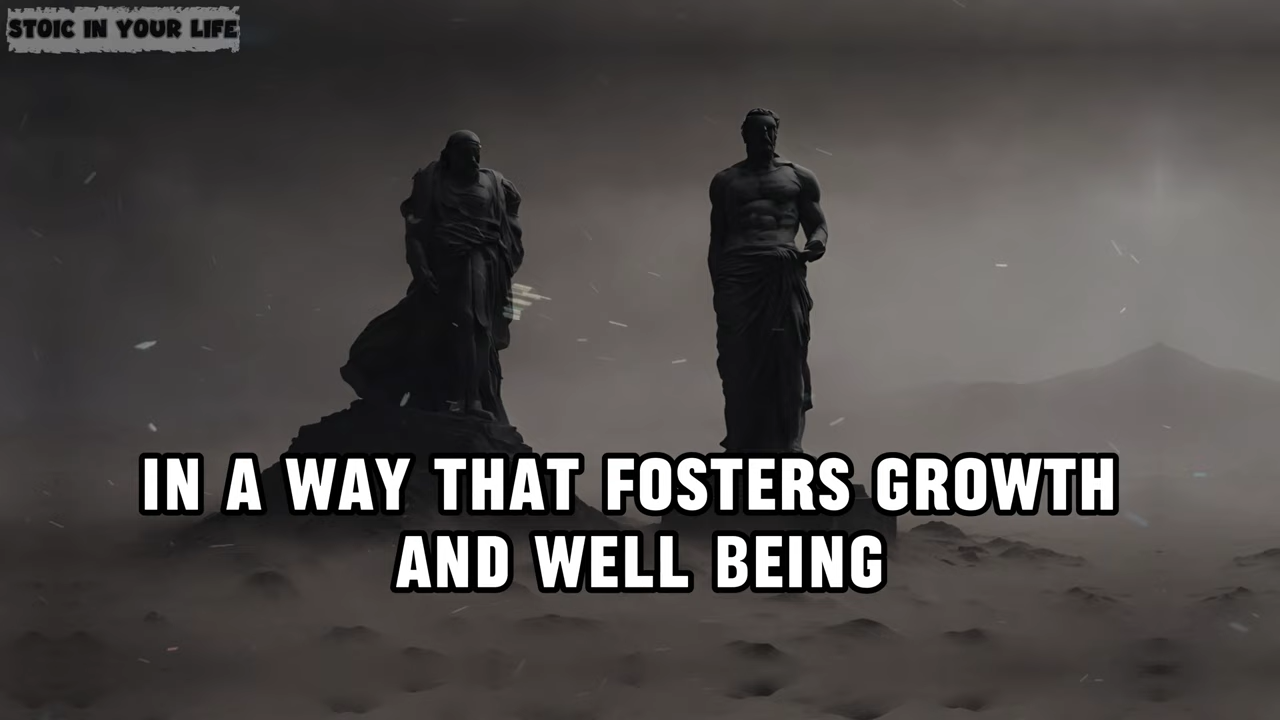 STOIC IN YOUR LIFE
IN A WAY THAT FOSTERS GROWTH
AND WELL BEING